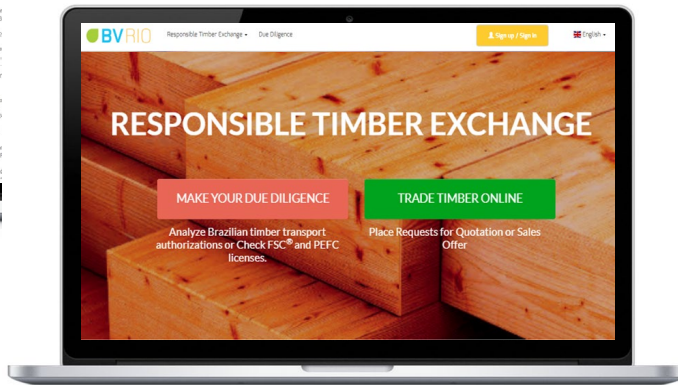 BVRIO
Responsible Timber Exchange
Due Diligence
Sign up / Sign in
English
RESPONSIBLE TIMBER EXCHANGE
MAKE YOUR DUE DILIGENCE
TRADE TIMBER ONLINE
Analyze Brazilian timber transport
authorizations or Check FSC® and PEFC
licenses.
Place Requests for Quotation or Sales
Offer